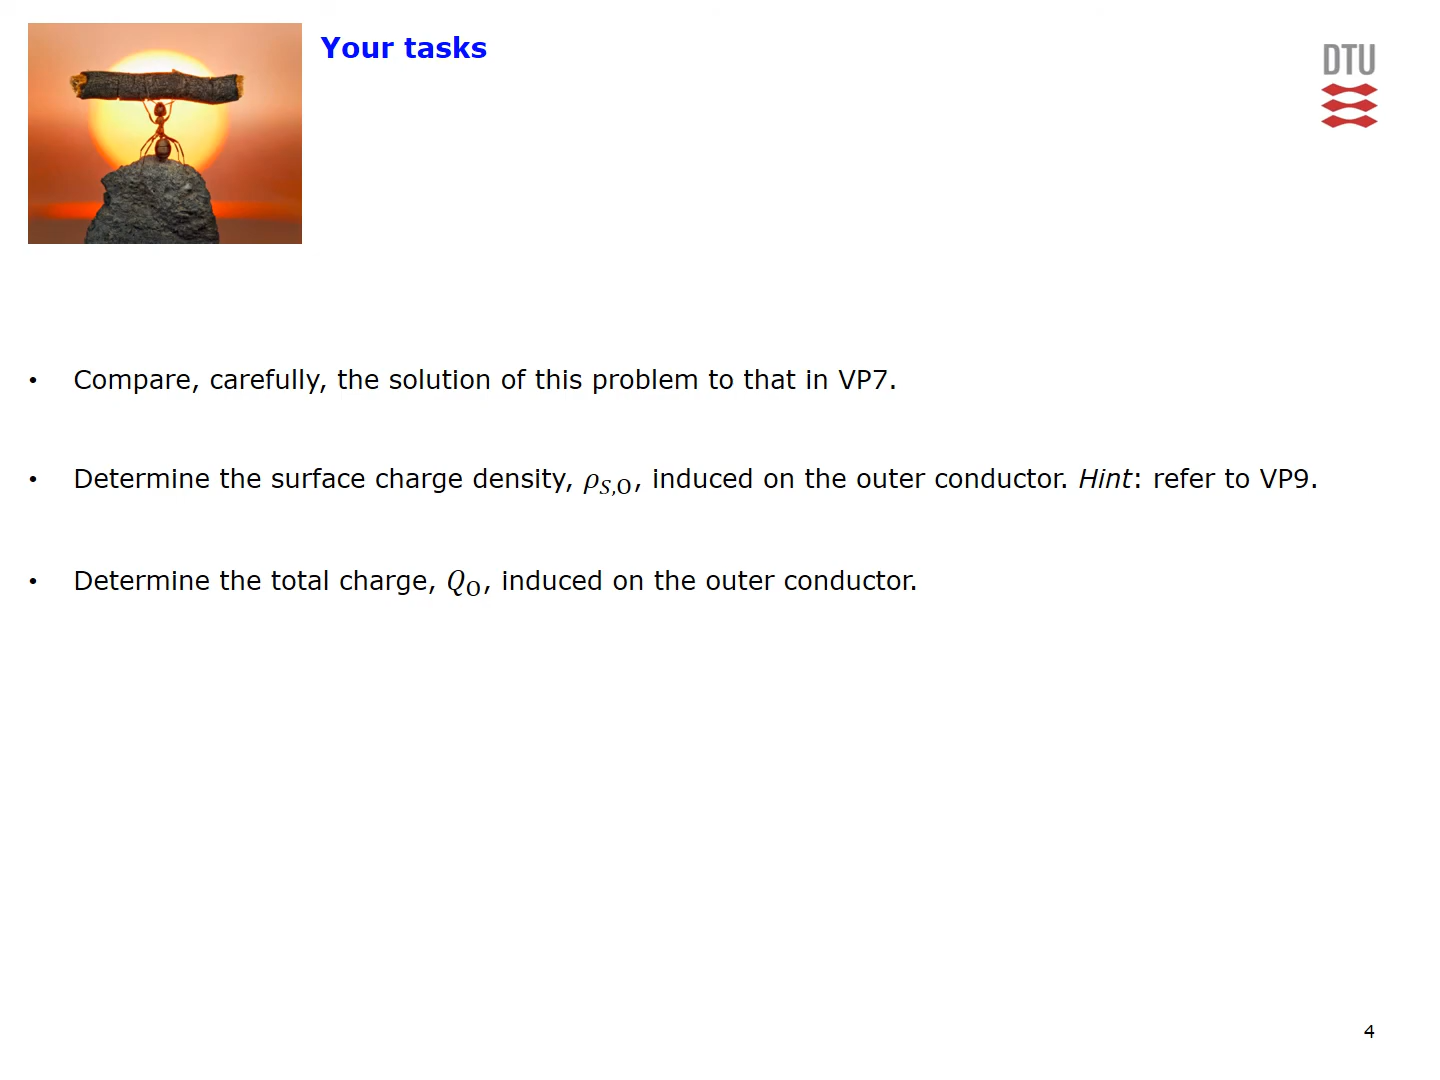 Your tasks
DTU
• Compare, carefully, the solution of this problem to that in VP7.
• Determine the surface charge density, ρ_{S,O}, induced on the outer conductor. Hint: refer to VP9.
• Determine the total charge, Q_O, induced on the outer conductor.
4